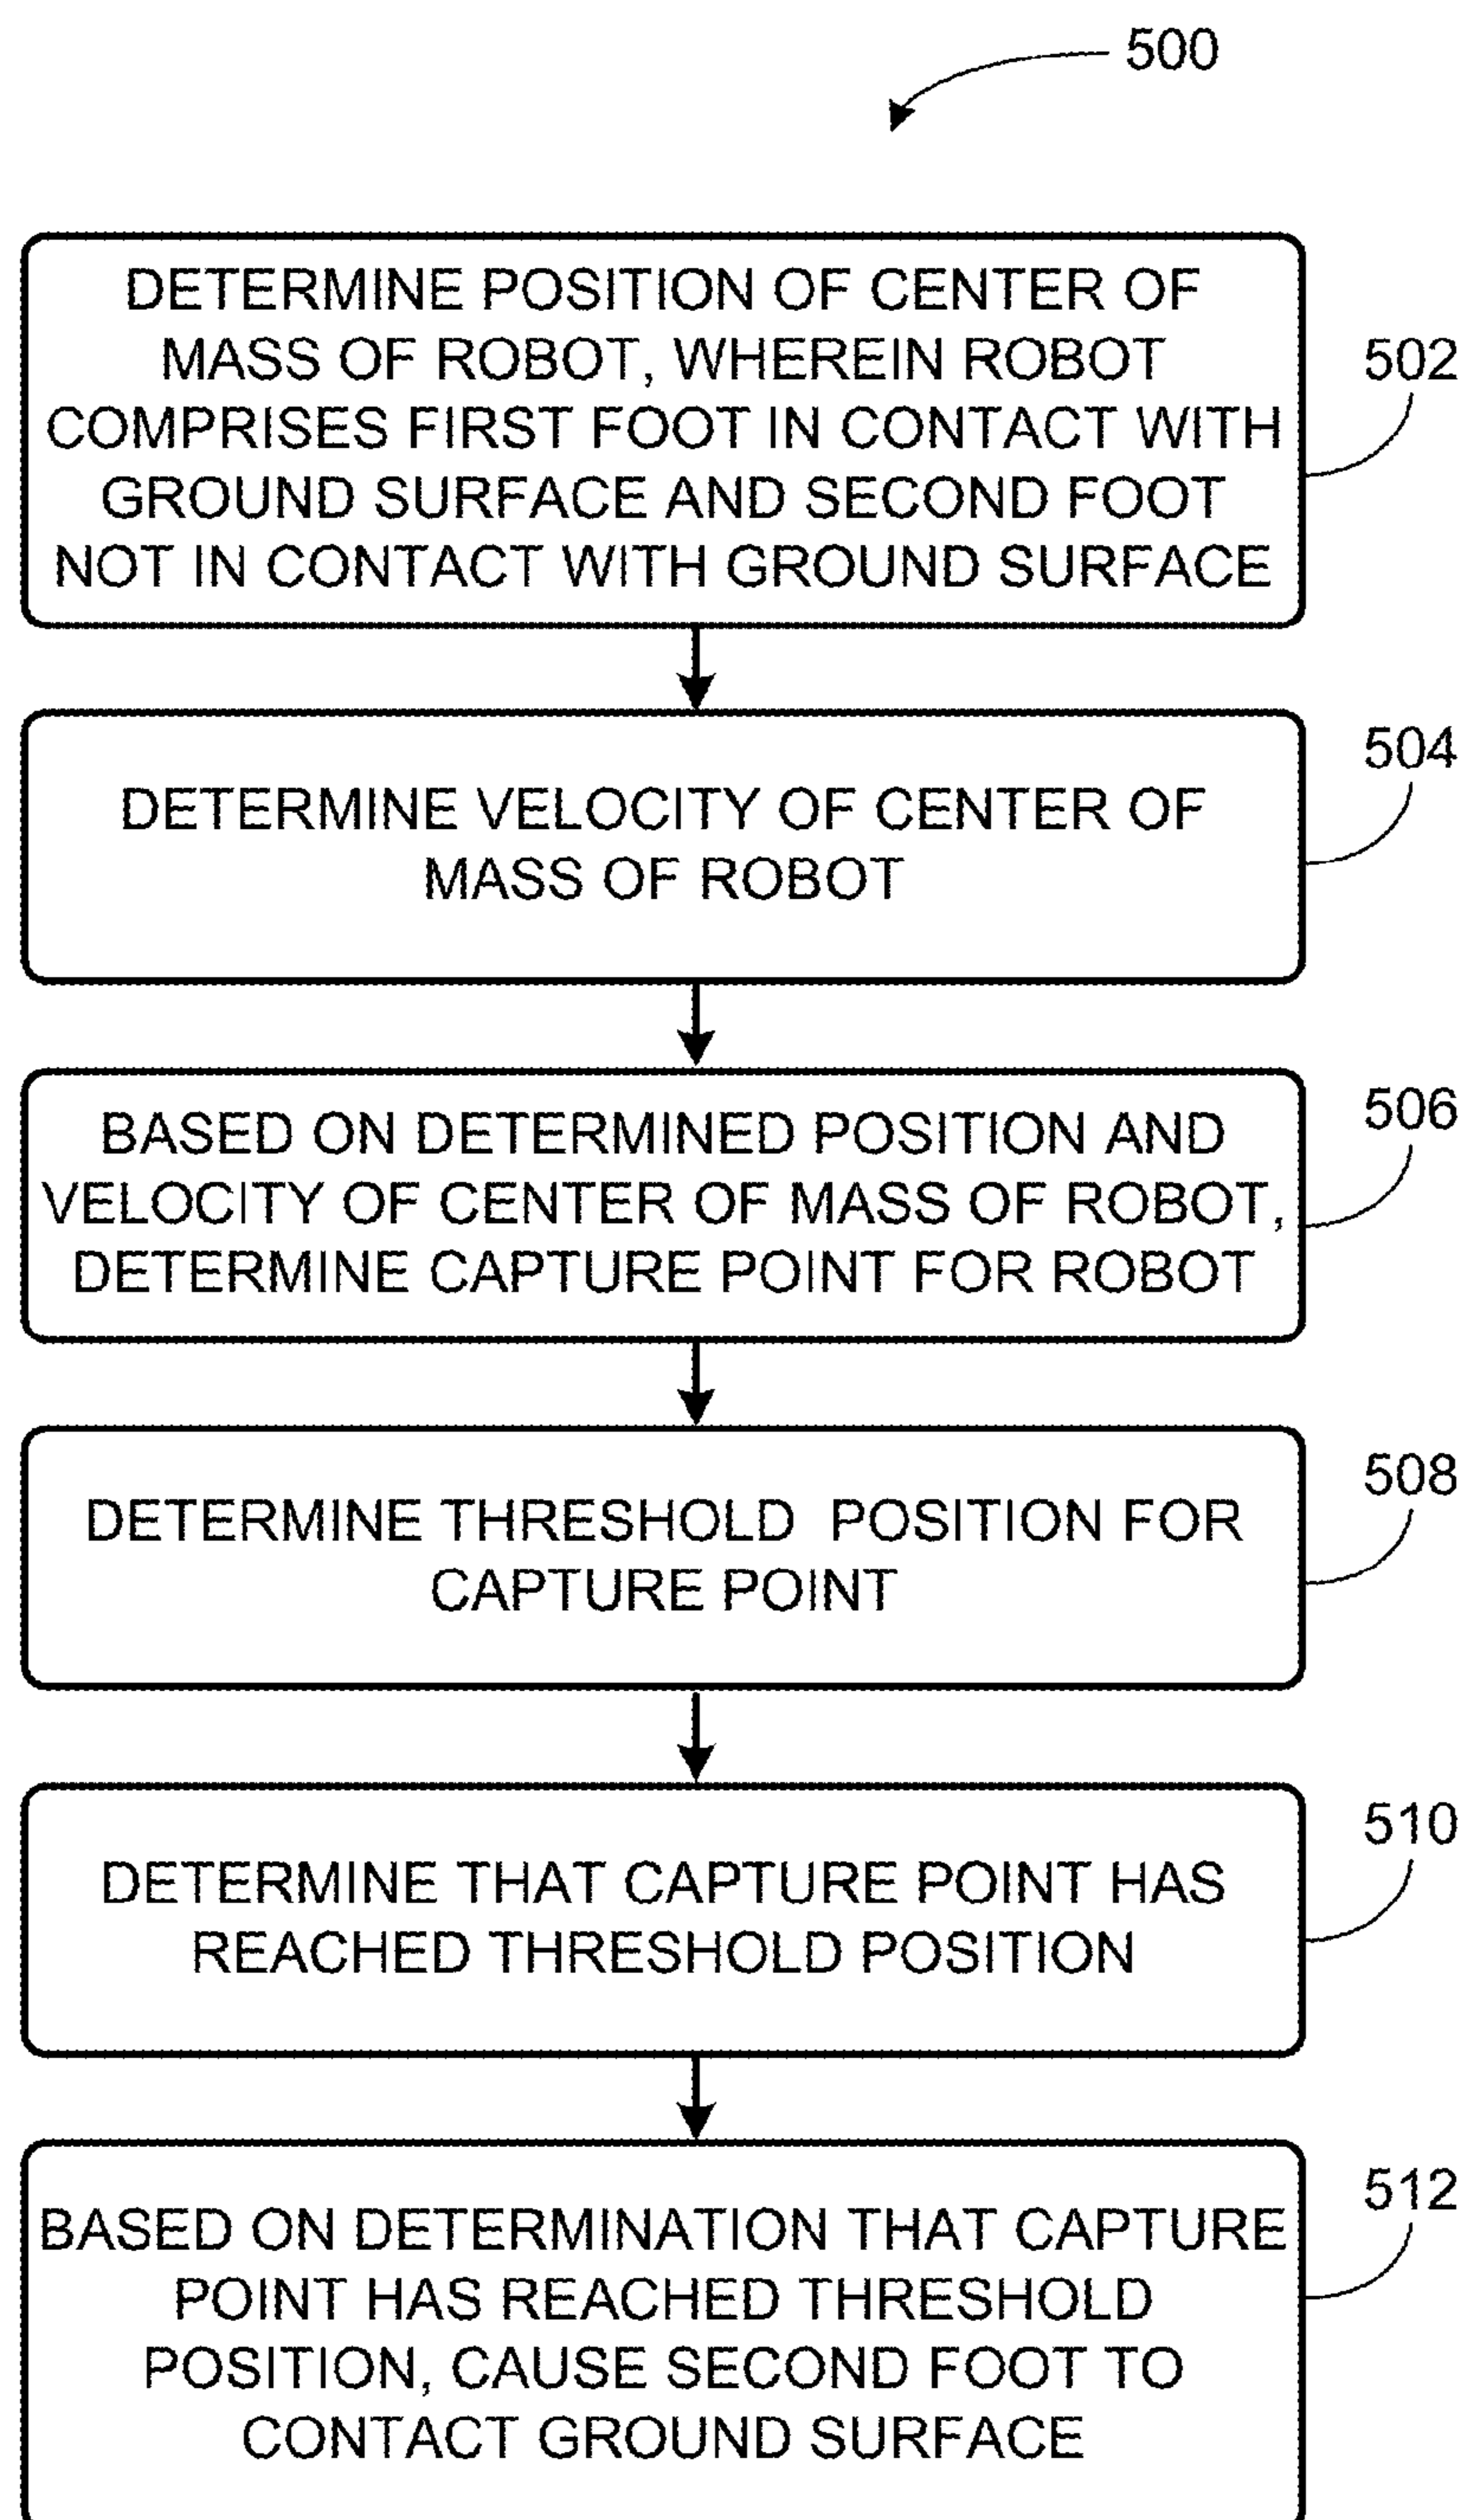 500
DETERMINE POSITION OF CENTER OF
MASS OF ROBOT, WHEREIN ROBOT
COMPRISES FIRST FOOT IN CONTACT WITH
GROUND SURFACE AND SECOND FOOT
NOT IN CONTACT WITH GROUND SURFACE
502
DETERMINE VELOCITY OF CENTER OF
MASS OF ROBOT
504
BASED ON DETERMINED POSITION AND
VELOCITY OF CENTER OF MASS OF ROBOT,
DETERMINE CAPTURE POINT FOR ROBOT
506
DETERMINE THRESHOLD POSITION FOR
CAPTURE POINT
508
DETERMINE THAT CAPTURE POINT HAS
REACHED THRESHOLD POSITION
510
BASED ON DETERMINATION THAT CAPTURE
POINT HAS REACHED THRESHOLD
POSITION, CAUSE SECOND FOOT TO
CONTACT GROUND SURFACE
512